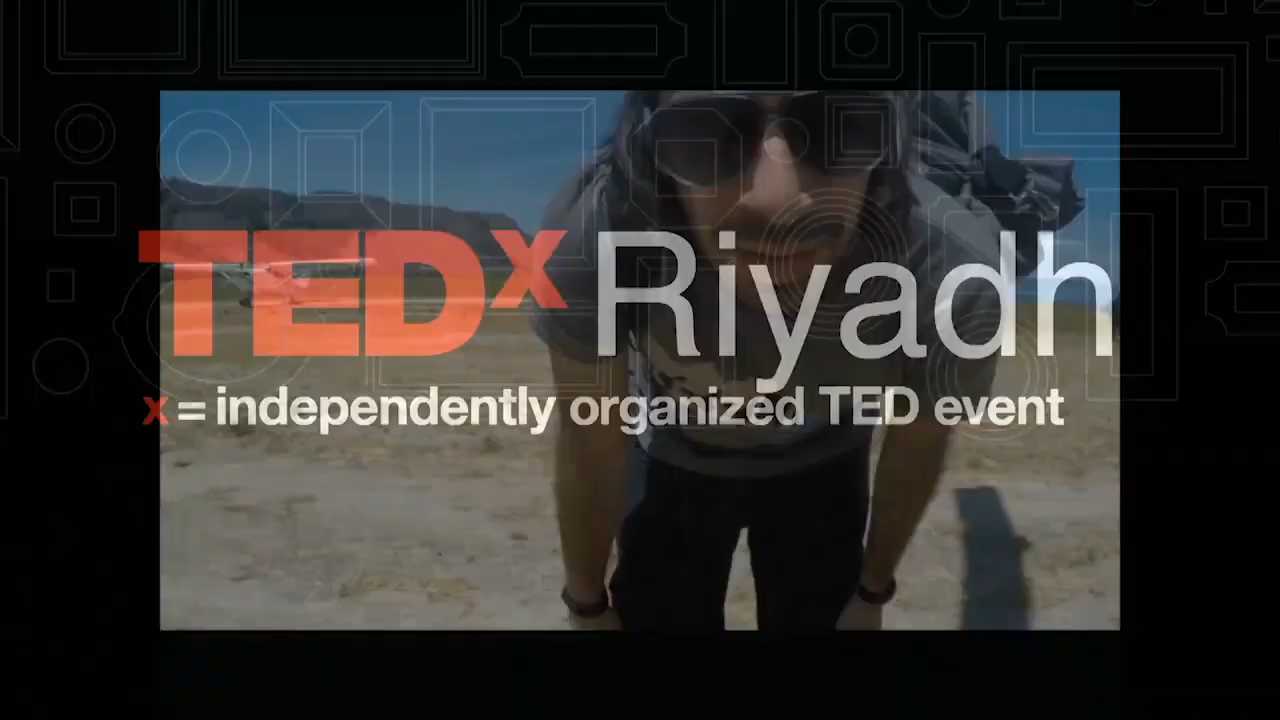 TEDx Riyadh
x = independently organized TED event